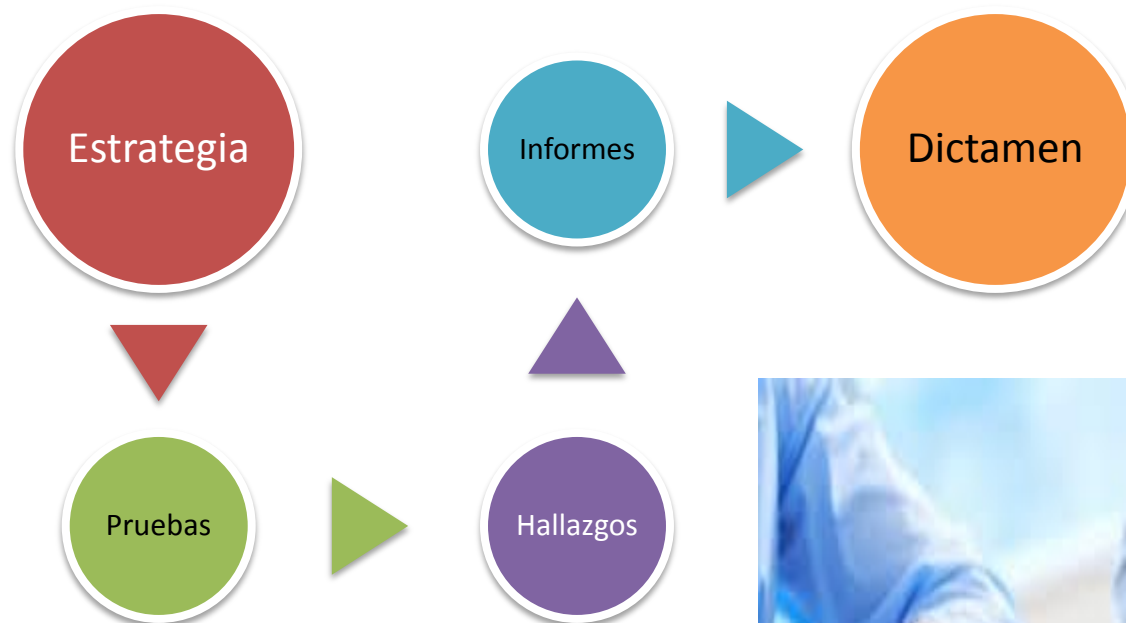 Estrategia
Pruebas
Hallazgos
Informes
Dictamen